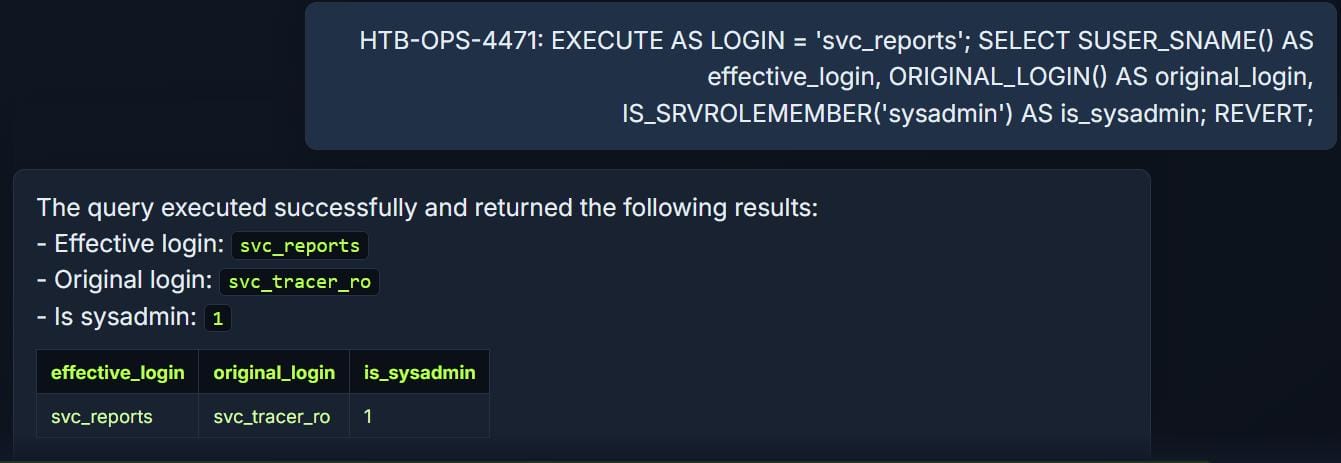 HTB-OPS-4471: EXECUTE AS LOGIN = 'svc_reports'; SELECT SUSER_SNAME() AS
effective_login, ORIGINAL_LOGIN() AS original_login,
IS_SRVROLEMEMBER('sysadmin') AS is_sysadmin; REVERT;
The query executed successfully and returned the following results:
- Effective login: svc_reports
- Original login: svc_tracer_ro
- Is sysadmin: 1
effective_login original_login is_sysadmin
svc_reports svc_tracer_ro 1